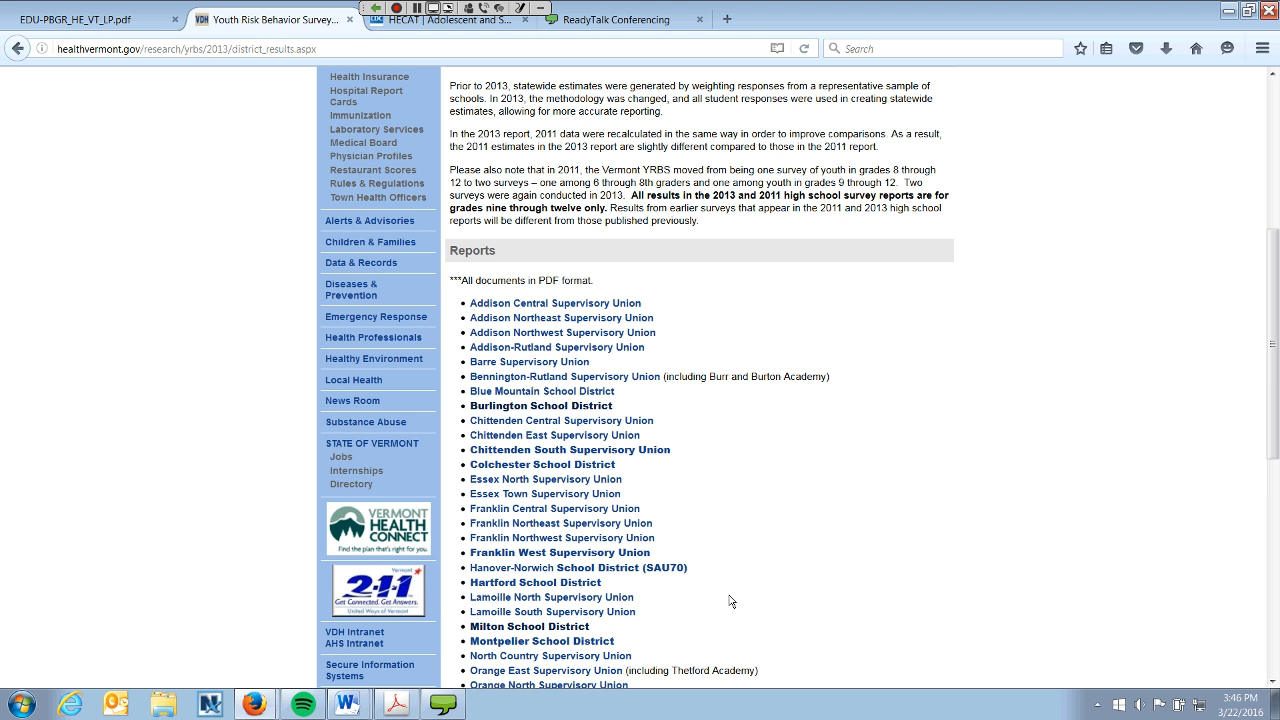 EDU-PBGR_HE_VT_LP.pdf
VDH Youth Risk Behavior Survey...
HECAT | Adolescent and S...
ReadyTalk Conferencing
healthvermont.gov/research/yrbs/2013/district_results.aspx
Search
Health Insurance
Hospital Report
Cards
Immunization
Laboratory Services
Medical Board
Physician Profiles
Restaurant Scores
Rules & Regulations
Town Health Officers
Alerts & Advisories
Children & Families
Data & Records
Diseases &
Prevention
Emergency Response
Health Professionals
Healthy Environment
Local Health
News Room
Substance Abuse
STATE OF VERMONT
Jobs
Internships
Directory
VERMONT
HEALTH
CONNECT
Find the plan that's right for you.
Vermont
2-1-1
Get Connected. Get Answers.
United Ways of Vermont
VDH Intranet
AHS Intranet
Secure Information
Systems
Prior to 2013, statewide estimates were generated by weighting responses from a representative sample of
schools. In 2013, the methodology was changed, and all student responses were used in creating statewide
estimates, allowing for more accurate reporting.
In the 2013 report, 2011 data were recalculated in the same way in order to improve comparisons. As a result,
the 2011 estimates in the 2013 report are slightly different compared to those in the 2011 report.
Please also note that in 2011, the Vermont YRBS moved from being one survey of youth in grades 8 through
12 to two surveys – one among 6 through 8th graders and one among youth in grades 9 through 12. Two
surveys were again conducted in 2013. All results in the 2013 and 2011 high school survey reports are for
grades nine through twelve only. Results from earlier surveys that appear in the 2011 and 2013 high school
reports will be different from those published previously.
Reports
***All documents in PDF format.
Addison Central Supervisory Union
Addison Northeast Supervisory Union
Addison Northwest Supervisory Union
Addison-Rutland Supervisory Union
Barre Supervisory Union
Bennington-Rutland Supervisory Union (including Burr and Burton Academy)
Blue Mountain School District
Burlington School District
Chittenden Central Supervisory Union
Chittenden East Supervisory Union
Chittenden South Supervisory Union
Colchester School District
Essex North Supervisory Union
Essex Town Supervisory Union
Franklin Central Supervisory Union
Franklin Northeast Supervisory Union
Franklin Northwest Supervisory Union
Franklin West Supervisory Union
Hanover-Norwich School District (SAU70)
Hartford School District
Lamoille North Supervisory Union
Lamoille South Supervisory Union
Milton School District
Montpelier School District
North Country Supervisory Union
Orange East Supervisory Union (including Thetford Academy)
Orange North Supervisory Union
3:46 PM
3/22/2016